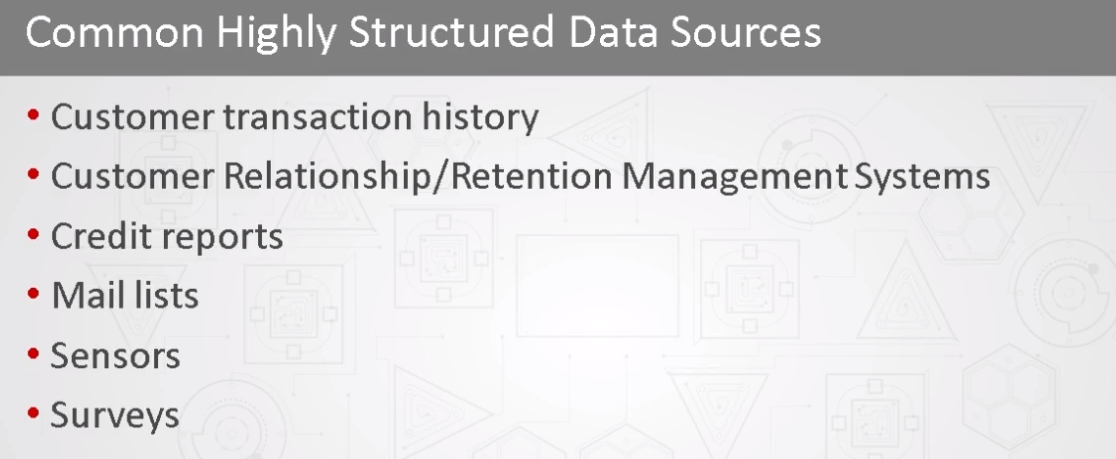 Common Highly Structured Data Sources
• Customer transaction history
• Customer Relationship/Retention Management Systems
• Credit reports
• Mail lists
• Sensors
• Surveys